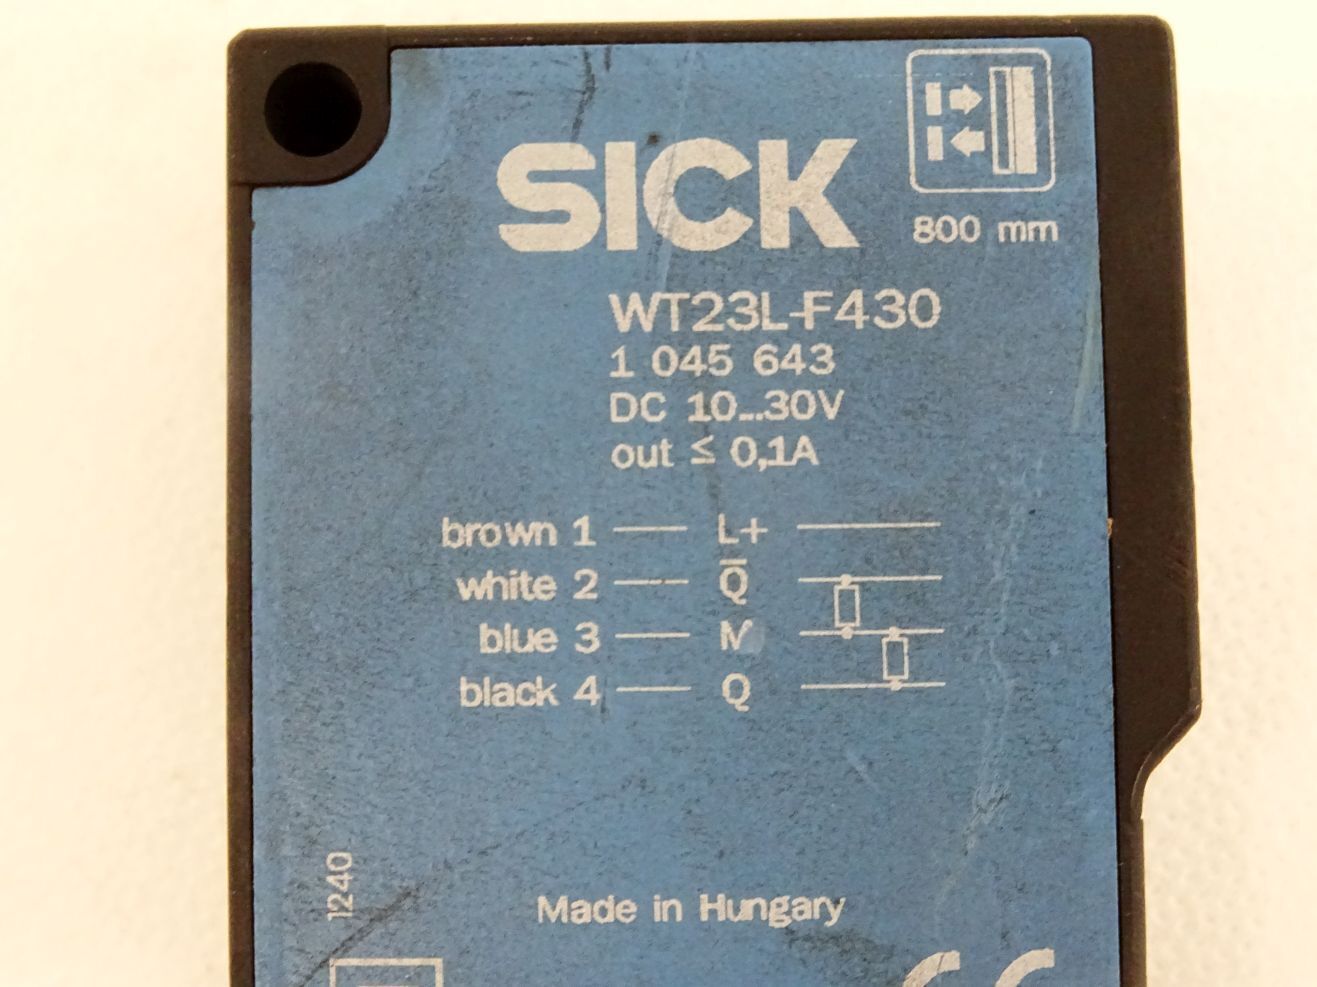 SICK
800 mm
WT23L-F430
1 045 643
DC 10...30V
out ≤ 0,1A
brown 1 L+
white 2 Q̅
blue 3 M
black 4 Q
1240
Made in Hungary
CE